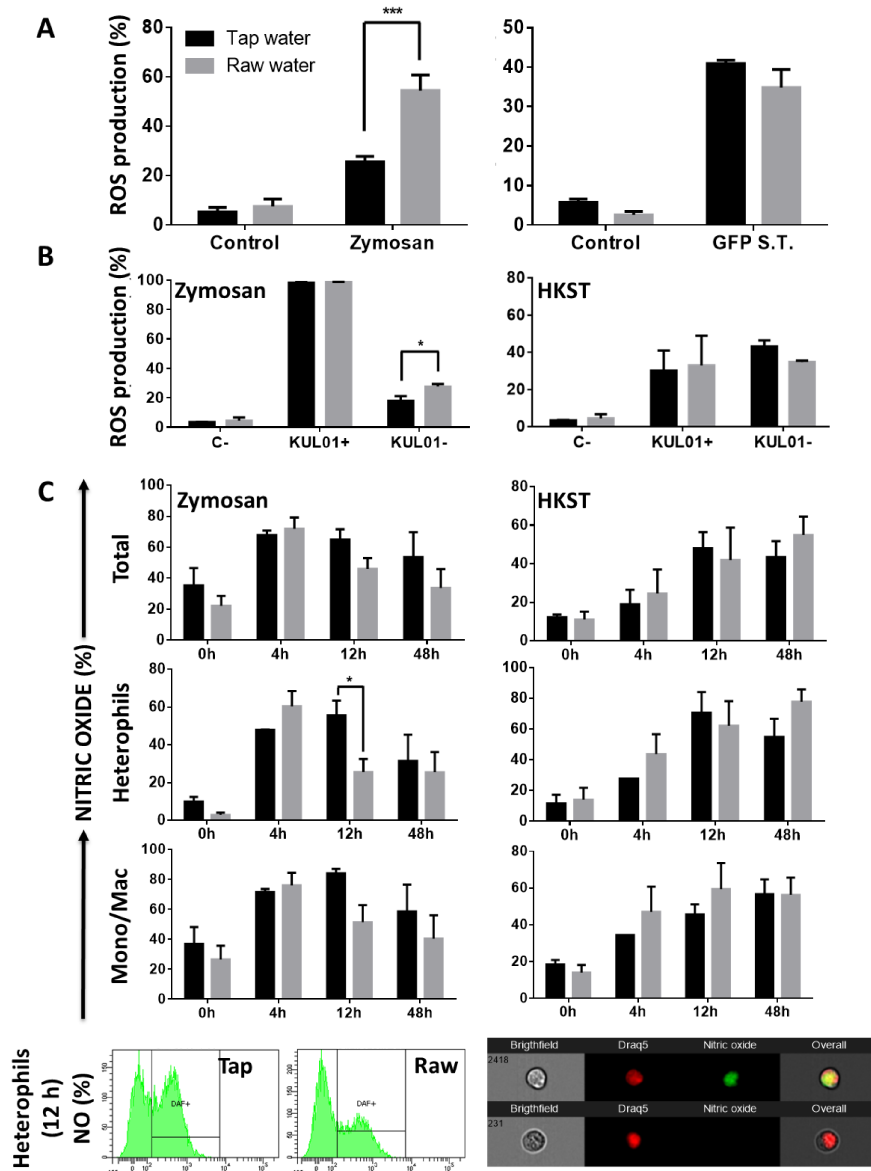 A
ROS production (%)
80
60
40
20
0
Tap water
Raw water
***
Control
Zymosan
50
40
30
20
10
0
Control
GFP S.T.
B
ROS production (%)
Zymosan
100
80
60
40
20
0
*
C-
KUL01+
KUL01-
HKST
80
60
40
20
0
C-
KUL01+
KUL01-
C
NITRIC OXIDE (%)
Zymosan
Total
100
80
60
40
20
0
0h
4h
12h
48h
HKST
80
60
40
20
0
0h
4h
12h
48h
Heterophils
80
60
40
20
0
*
0h
4h
12h
48h
100
80
60
40
20
0
0h
4h
12h
48h
Mono/Mac
100
80
60
40
20
0
0h
4h
12h
48h
80
60
40
20
0
0h
4h
12h
48h
Heterophils
(12 h)
NO (%)
Tap
DAF+
Raw
DAF+
Brigthfield
Draq5
Nitric oxide
Overall
2418
Brigthfield
Draq5
Nitric oxide
Overall
231